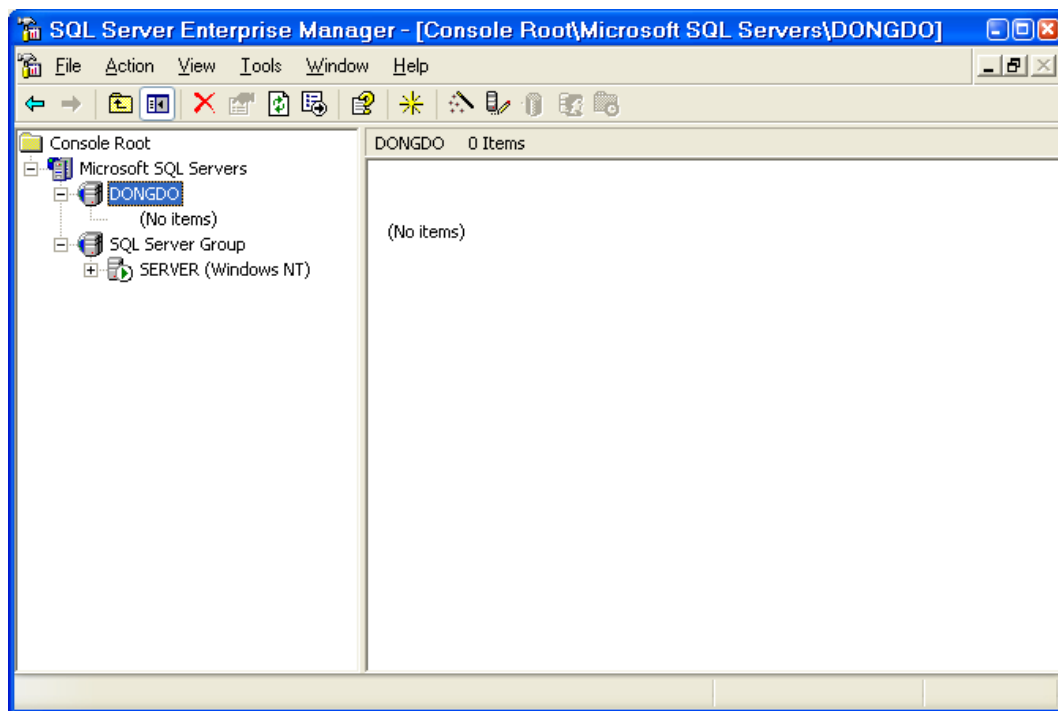 SQL Server Enterprise Manager - [Console Root\Microsoft SQL Servers\DONGDO]
File Action View Tools Window Help
Console Root
DONGDO 0 Items
Microsoft SQL Servers
DONGDO
(No items)
(No items)
SQL Server Group
SERVER (Windows NT)